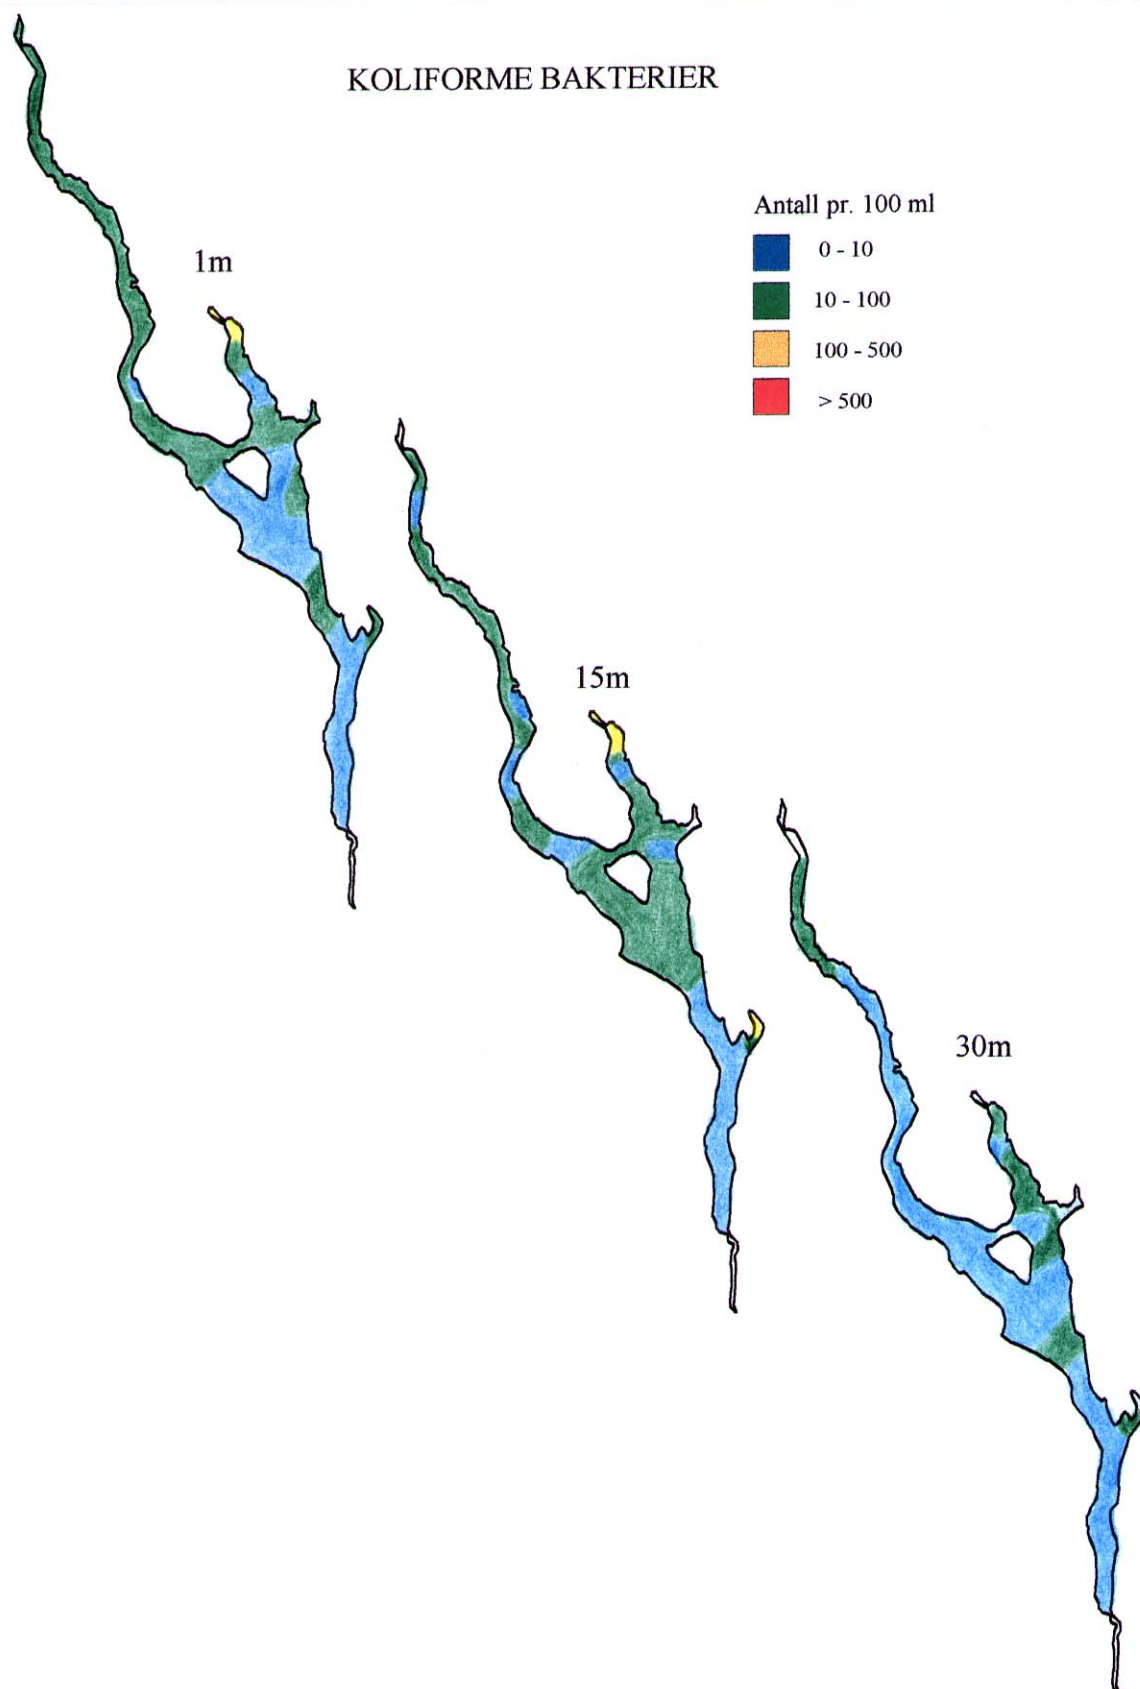 KOLIFORME BAKTERIER
Antall pr. 100 ml
0 - 10
10 - 100
100 - 500
> 500
1m
15m
30m